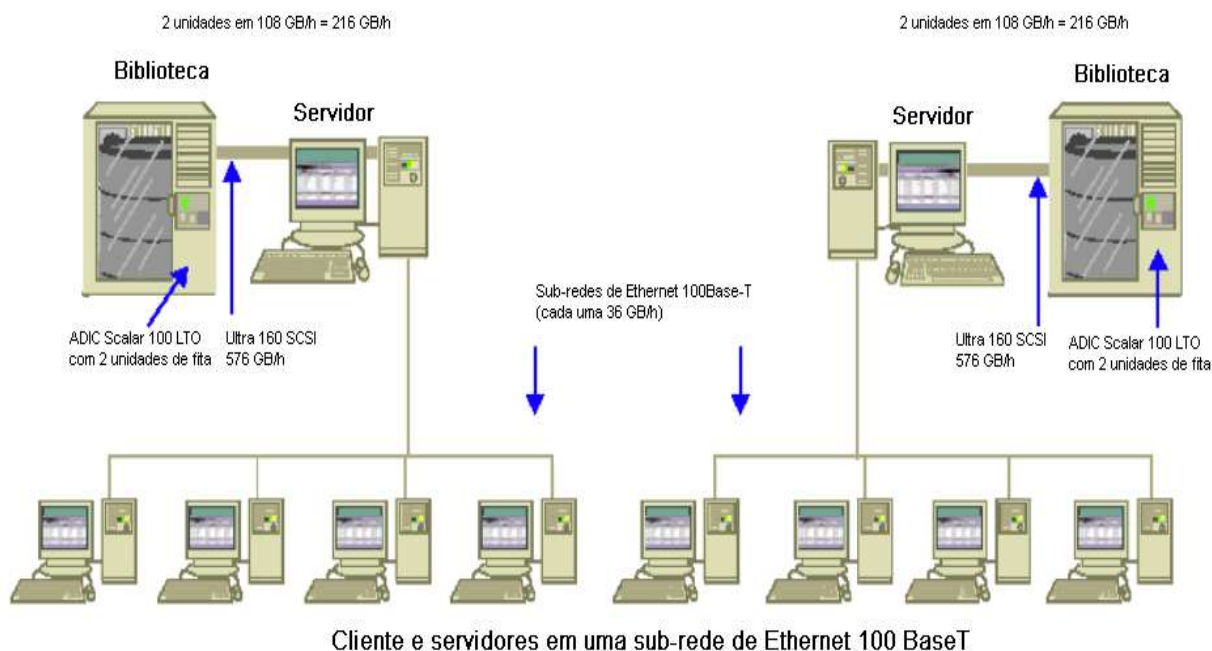 2 unidades em 108 GB/h = 216 GB/h
2 unidades em 108 GB/h = 216 GB/h
Biblioteca
Servidor
Servidor
Biblioteca
ADIC Scalar 100 LTO
com 2 unidades de fita
Ultra 160 SCSI
576 GB/h
Sub-redes de Ethernet 100Base-T
(cada uma 36 GB/h)
Ultra 160 SCSI
576 GB/h
ADIC Scalar 100 LTO
com 2 unidades de fita
Cliente e servidores em uma sub-rede de Ethernet 100 BaseT